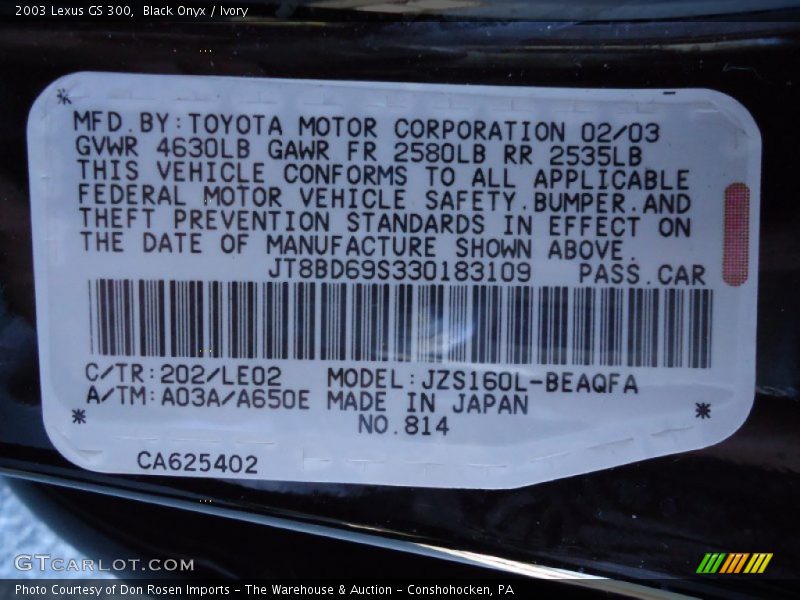 2003 Lexus GS 300, Black Onyx / Ivory
MFD.BY:TOYOTA MOTOR CORPORATION 02/03
GVWR 4630LB GAWR FR 2580LB RR 2535LB
THIS VEHICLE CONFORMS TO ALL APPLICABLE
FEDERAL MOTOR VEHICLE SAFETY.BUMPER.AND
THEFT PREVENTION STANDARDS IN EFFECT ON
THE DATE OF MANUFACTURE SHOWN ABOVE.
JT8BD69S330183109 PASS.CAR
C/TR:202/LE02 MODEL:JZS160L-BEAQFA
A/TM:A03A/A650E MADE IN JAPAN
NO.814
CA625402
GTCARLOT.COM
Photo Courtesy of Don Rosen Imports - The Warehouse & Auction - Conshohocken, PA